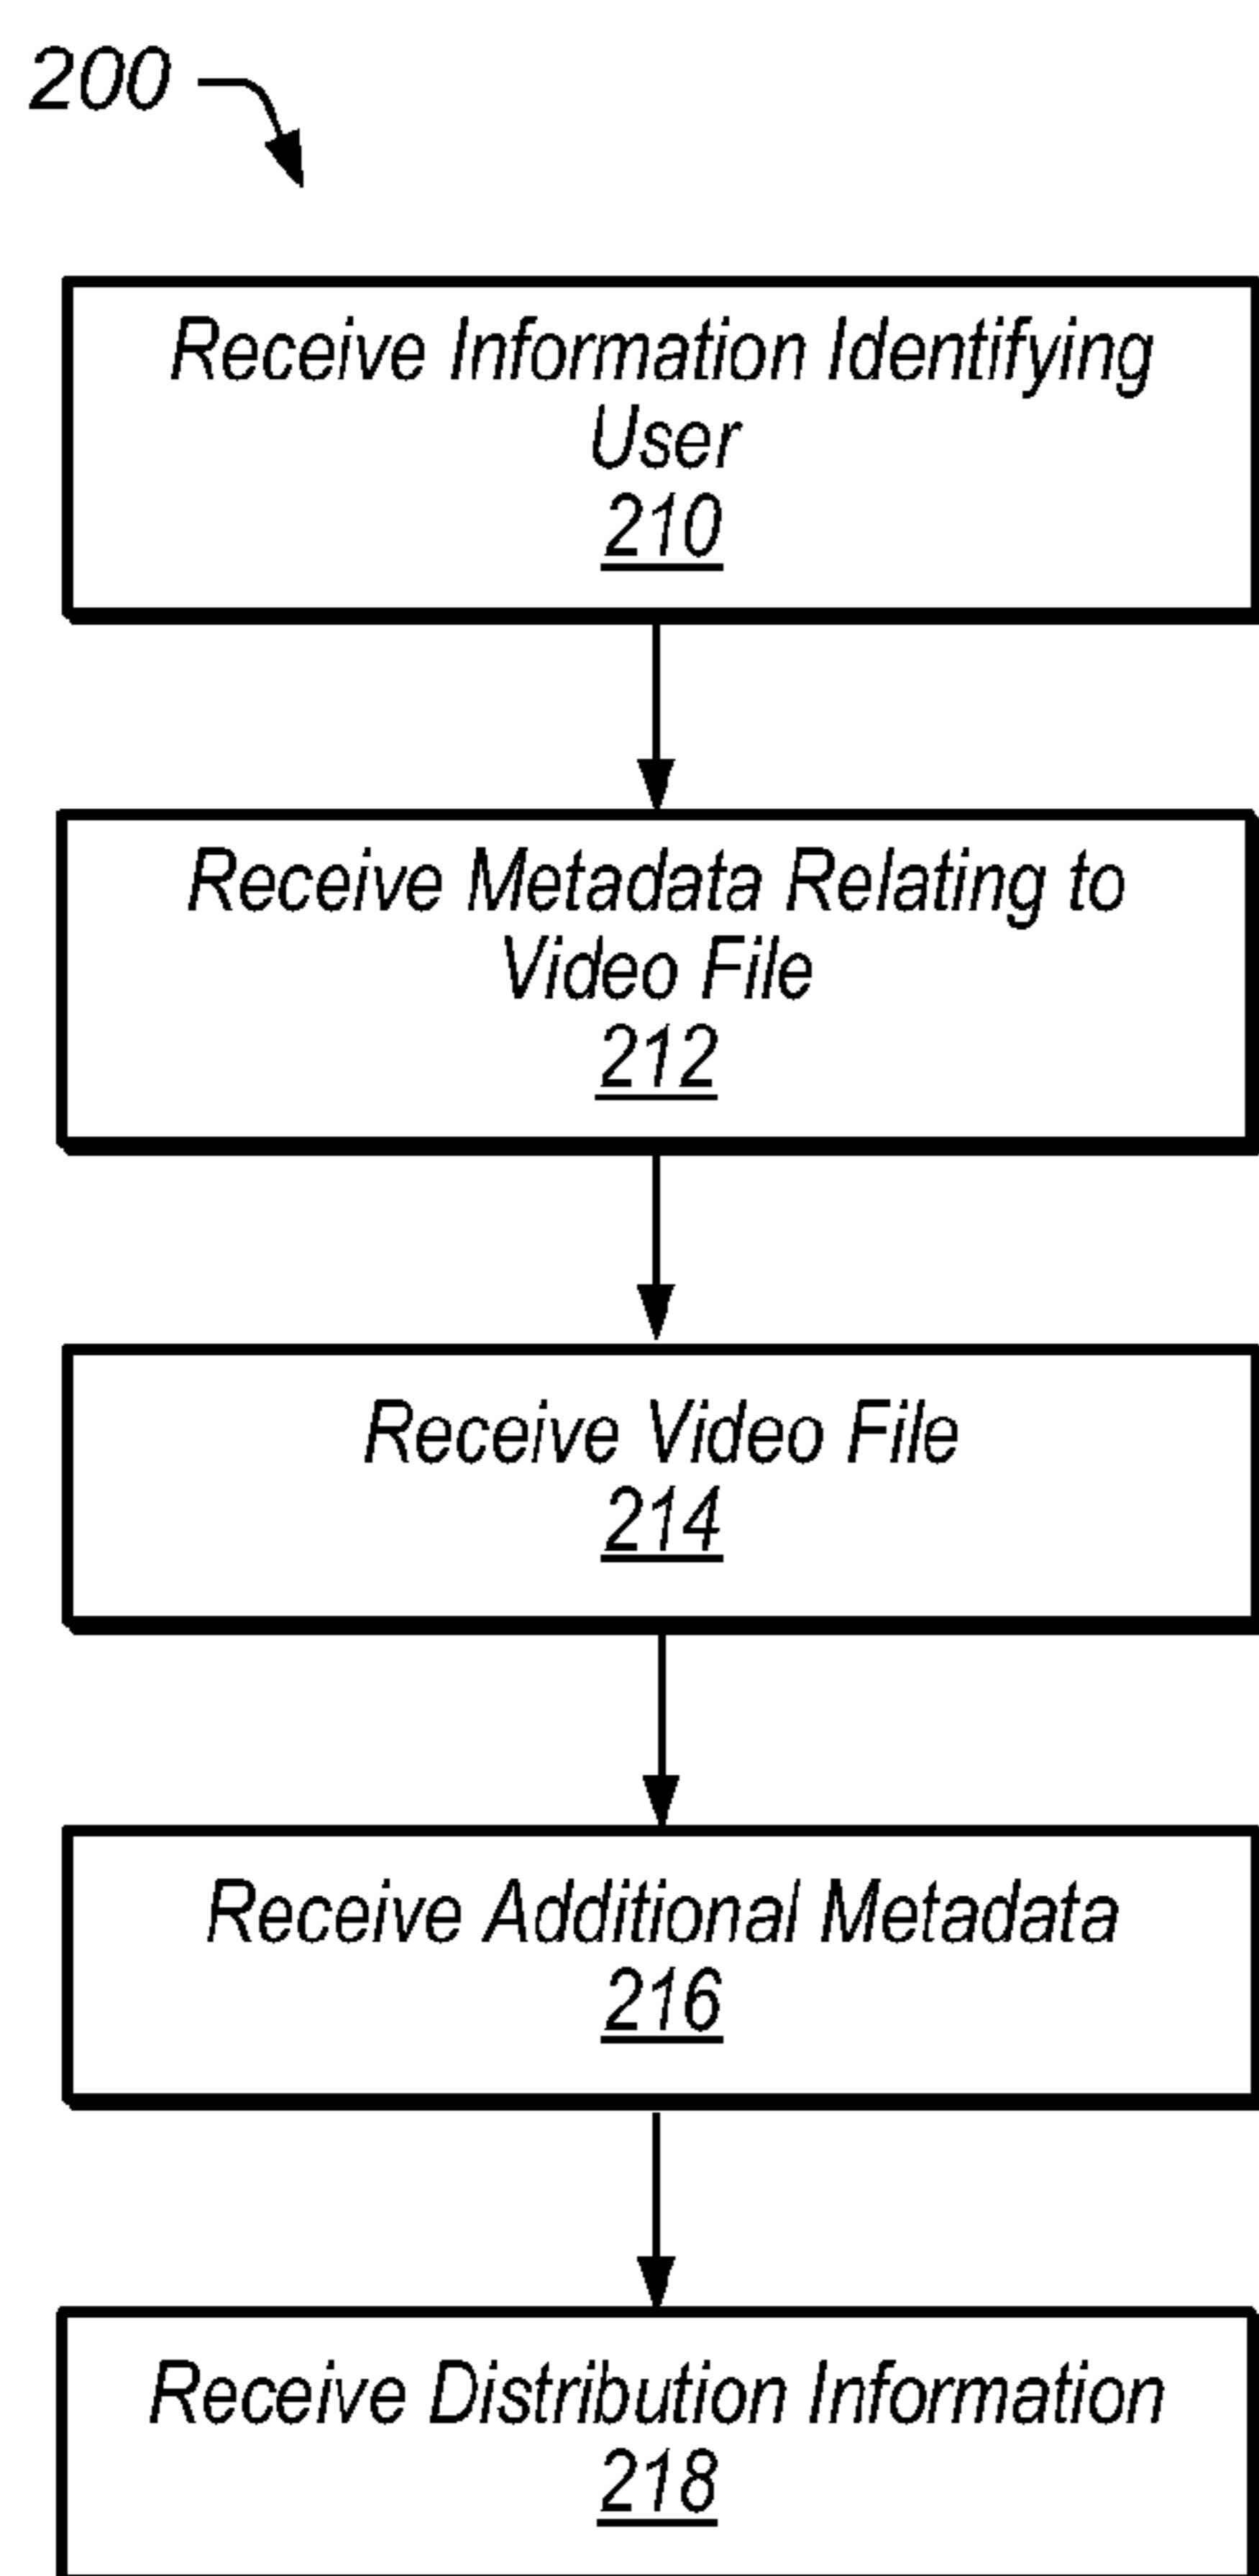 200
Receive Information Identifying
User
210
Receive Metadata Relating to
Video File
212
Receive Video File
214
Receive Additional Metadata
216
Receive Distribution Information
218